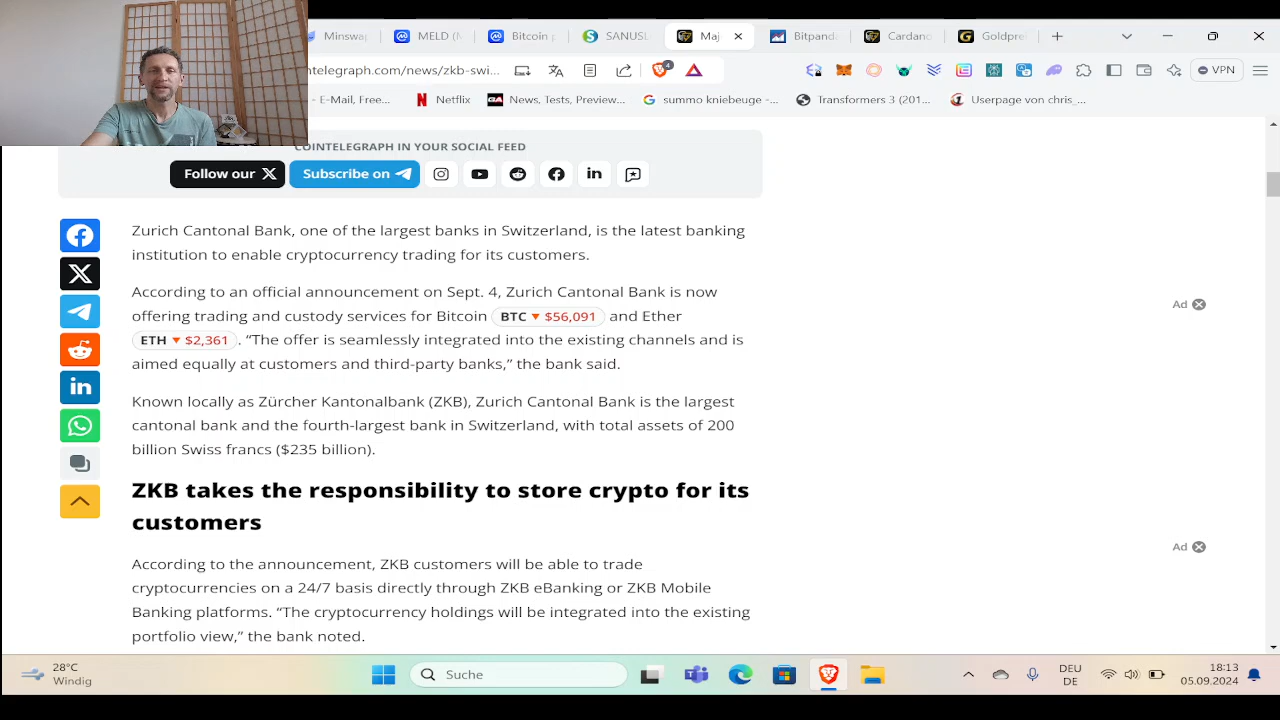 Minswap
MELD (M
Bitcoin p
SANUSL
Maj
Bitpanda
Cardano
Goldprei
ntelegraph.com/news/zkb-swi...
4
VPN
- E-Mail, Free...
Netflix
GA News, Tests, Preview...
summo kniebeuge -...
Transformers 3 (201...
Userpage von chris_...
COINTELEGRAPH IN YOUR SOCIAL FEED
Follow our X
Subscribe on
Zurich Cantonal Bank, one of the largest banks in Switzerland, is the latest banking
institution to enable cryptocurrency trading for its customers.
According to an official announcement on Sept. 4, Zurich Cantonal Bank is now
offering trading and custody services for Bitcoin BTC ▼ $56,091 and Ether
ETH ▼ $2,361 . “The offer is seamlessly integrated into the existing channels and is
aimed equally at customers and third-party banks,” the bank said.
Ad
Known locally as Zürcher Kantonalbank (ZKB), Zurich Cantonal Bank is the largest
cantonal bank and the fourth-largest bank in Switzerland, with total assets of 200
billion Swiss francs ($235 billion).
ZKB takes the responsibility to store crypto for its
customers
Ad
According to the announcement, ZKB customers will be able to trade
cryptocurrencies on a 24/7 basis directly through ZKB eBanking or ZKB Mobile
Banking platforms. “The cryptocurrency holdings will be integrated into the existing
portfolio view,” the bank noted.
28°C
Windig
Suche
DEU
DE
18:13
05.09.2024